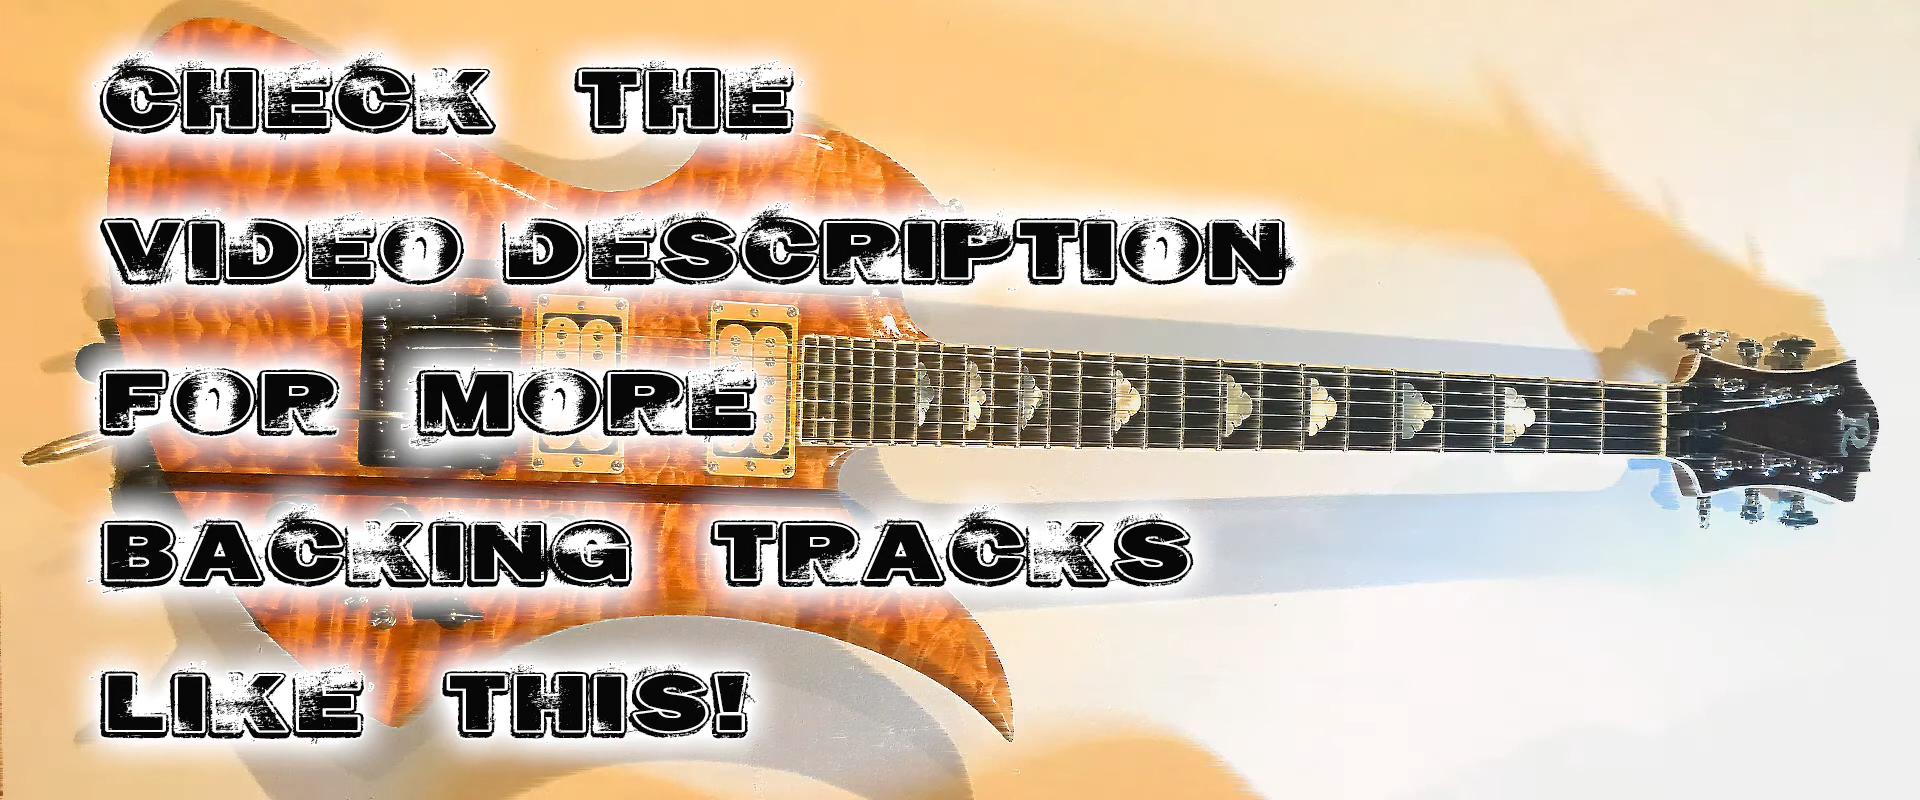 CHECK THE
VIDEO DESCRIPTION
FOR MORE
BACKING TRACKS
LIKE THIS!
R